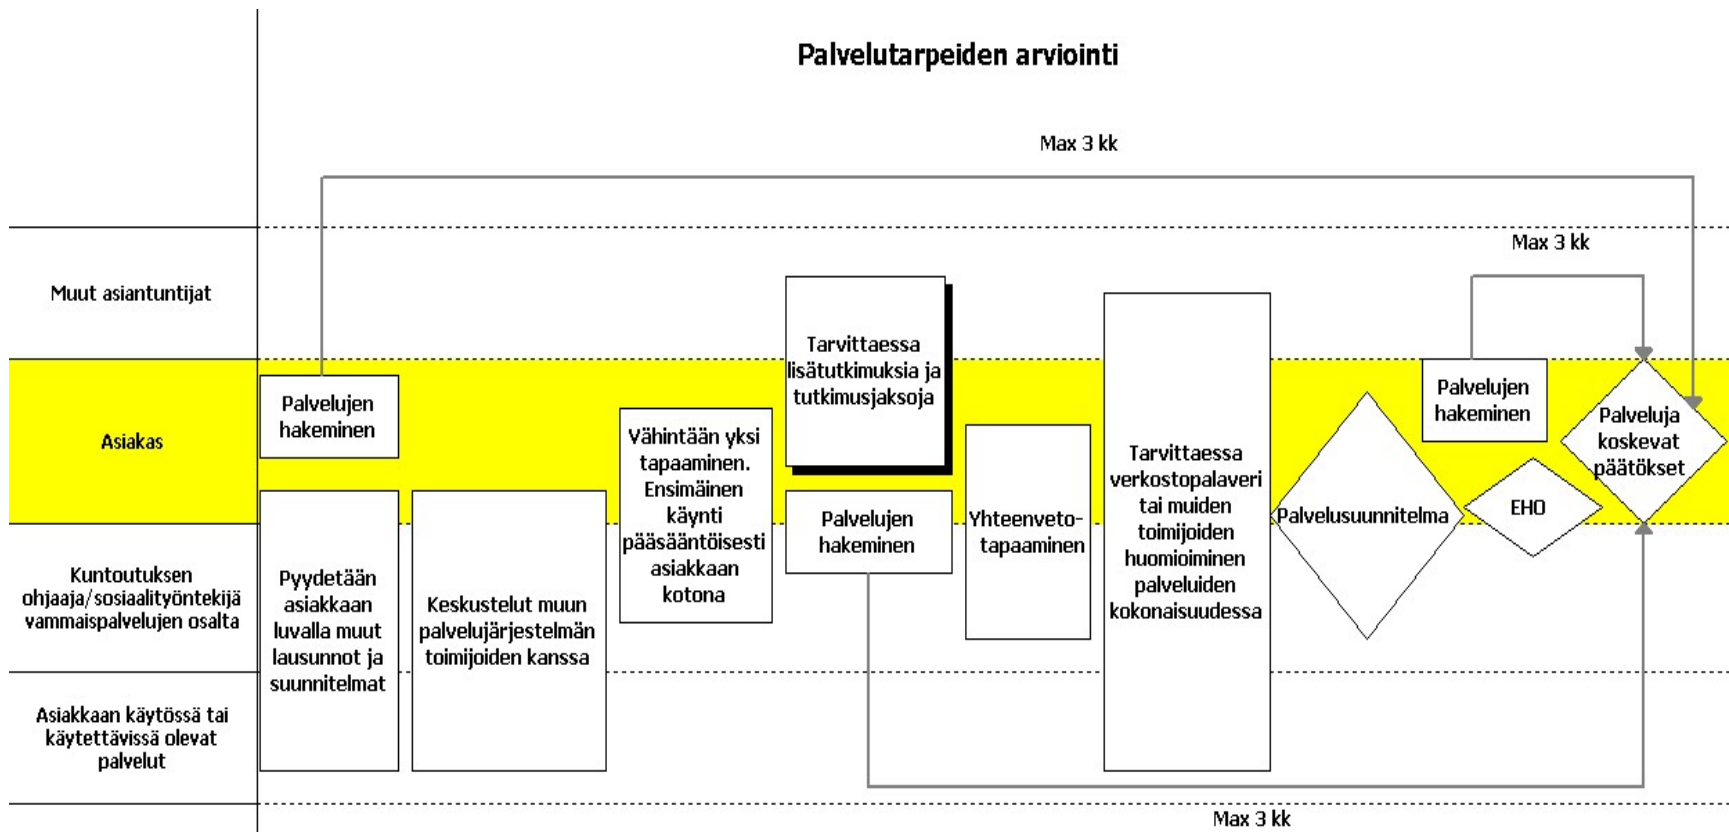 Palvelutarpeiden arviointi
Max 3 kk
Max 3 kk
Muut asiantuntijat
Asiakas
Kuntoutuksen
ohjaaja/sosiaalityöntekijä
vammaispalvelujen osalta
Asiakkaan käytössä tai
käytettävissä olevat
palvelut
Palvelujen
hakeminen
Pyydetään
asiakkaan
luvalla muut
lausunnot ja
suunnitelmat
Keskustelut muun
palvelujärjestelmän
toimijoiden kanssa
Vähintään yksi
tapaaminen.
Ensimäinen
käynti
pääsääntöisesti
asiakkaan
kotona
Tarvittaessa
lisätutkimuksia ja
tutkimusjaksoja
Palvelujen
hakeminen
Yhteenveto-
tapaaminen
Tarvittaessa
verkostopalaveri
tai muiden
toimijoiden
huomioiminen
palveluiden
kokonaisuudessa
Palvelusuunnitelma
Palvelujen
hakeminen
EHO
Palveluja
koskevat
päätökset
Max 3 kk